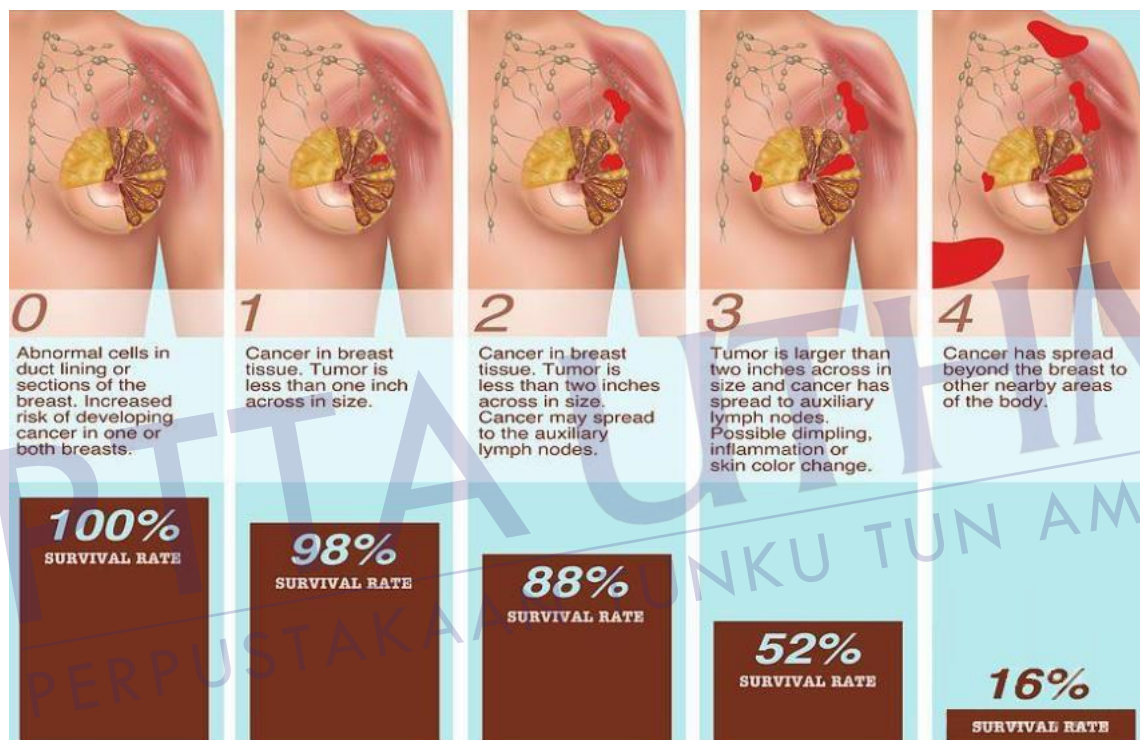 0
Abnormal cells in
duct lining or
sections of the
breast. Increased
risk of developing
cancer in one or
both breasts.
100%
SURVIVAL RATE
1
Cancer in breast
tissue. Tumor is
less than one inch
across in size.
98%
SURVIVAL RATE
2
Cancer in breast
tissue. Tumor is
less than two inches
across in size.
Cancer may spread
to the auxiliary
lymph nodes.
88%
SURVIVAL RATE
3
Tumor is larger than
two inches across in
size and cancer has
spread to auxiliary
lymph nodes.
Possible dimpling,
inflammation or
skin color change.
52%
SURVIVAL RATE
4
Cancer has spread
beyond the breast to
other nearby areas
of the body.
16%
SURVIVAL RATE
PTTA UTHM
PERPUSTAKAAN TUNKU TUN AM